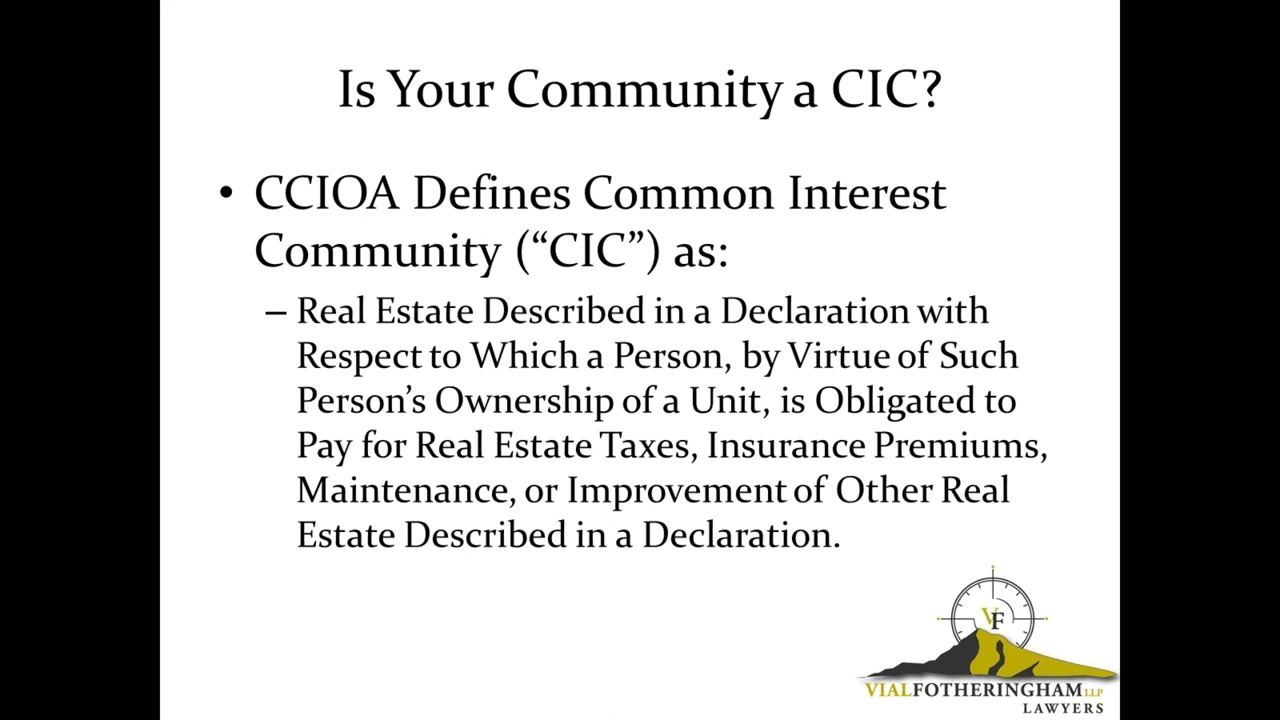 Is Your Community a CIC?
• CCIOA Defines Common Interest
Community (“CIC”) as:
– Real Estate Described in a Declaration with
Respect to Which a Person, by Virtue of Such
Person’s Ownership of a Unit, is Obligated to
Pay for Real Estate Taxes, Insurance Premiums,
Maintenance, or Improvement of Other Real
Estate Described in a Declaration.
VF
VIALFOTHERINGHAM LLP
LAWYERS